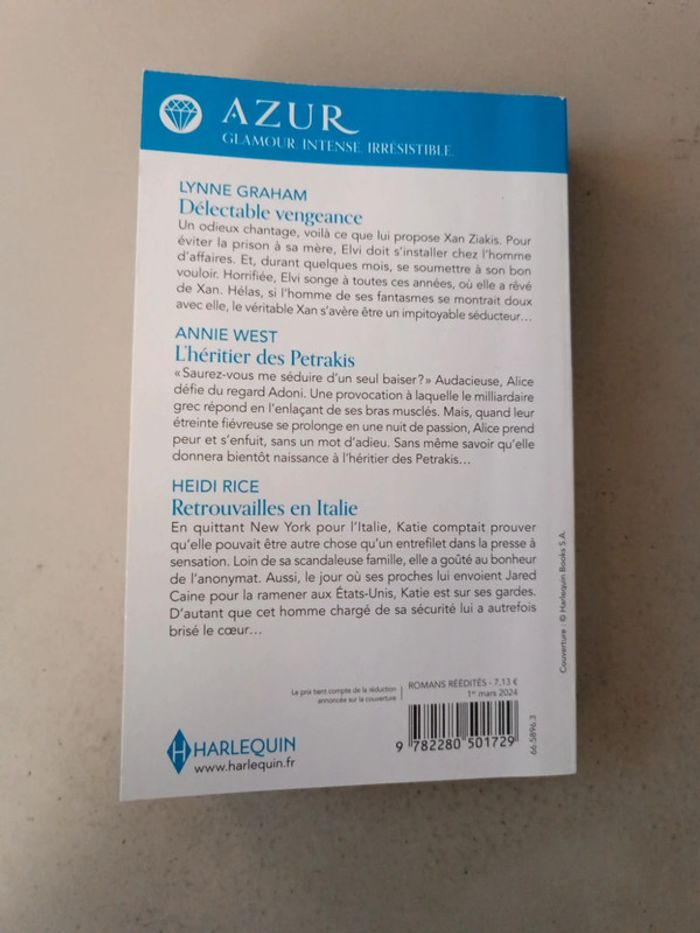 AZUR
GLAMOUR. INTENSE. IRRÉSISTIBLE.
LYNNE GRAHAM
Délectable vengeance
Un odieux chantage, voilà ce que lui propose Xan Ziakis. Pour
éviter la prison à sa mère, Elvi doit s'installer chez l'homme
d'affaires. Et, durant quelques mois, se soumettre à son bon
vouloir. Horrifiée, Elvi songe à toutes ces années, où elle a rêvé
de Xan. Hélas, si l'homme de ses fantasmes se montrait doux
avec elle, le véritable Xan s'avère être un impitoyable séducteur...
ANNIE WEST
L'héritier des Petrakis
« Saurez-vous me séduire d'un seul baiser? » Audacieuse, Alice
défie du regard Adoni. Une provocation à laquelle le milliardaire
grec répond en l'enlaçant de ses bras musclés. Mais, quand leur
étreinte fiévreuse se prolonge en une nuit de passion, Alice prend
peur et s'enfuit, sans un mot d'adieu. Sans même savoir qu'elle
donnera bientôt naissance à l'héritier des Petrakis...
HEIDI RICE
Retrouvailles en Italie
En quittant New York pour l'Italie, Katie comptait prouver
qu'elle pouvait être autre chose qu'un entrefilet dans la presse à
sensation. Loin de sa scandaleuse famille, elle a goûté au bonheur
de l'anonymat. Aussi, le jour où ses proches lui envoient Jared
Caine pour la ramener aux États-Unis, Katie est sur ses gardes.
D'autant que cet homme chargé de sa sécurité lui a autrefois
brisé le cœur...
Le prix tient compte de la réduction
annoncée sur la couverture
ROMANS RÉÉDITÉS - 7,13 €
1er mars 2024
H HARLEQUIN
www.harlequin.fr
9 782280 501729
66.5896.3
Couverture : © Harlequin Books S.A.